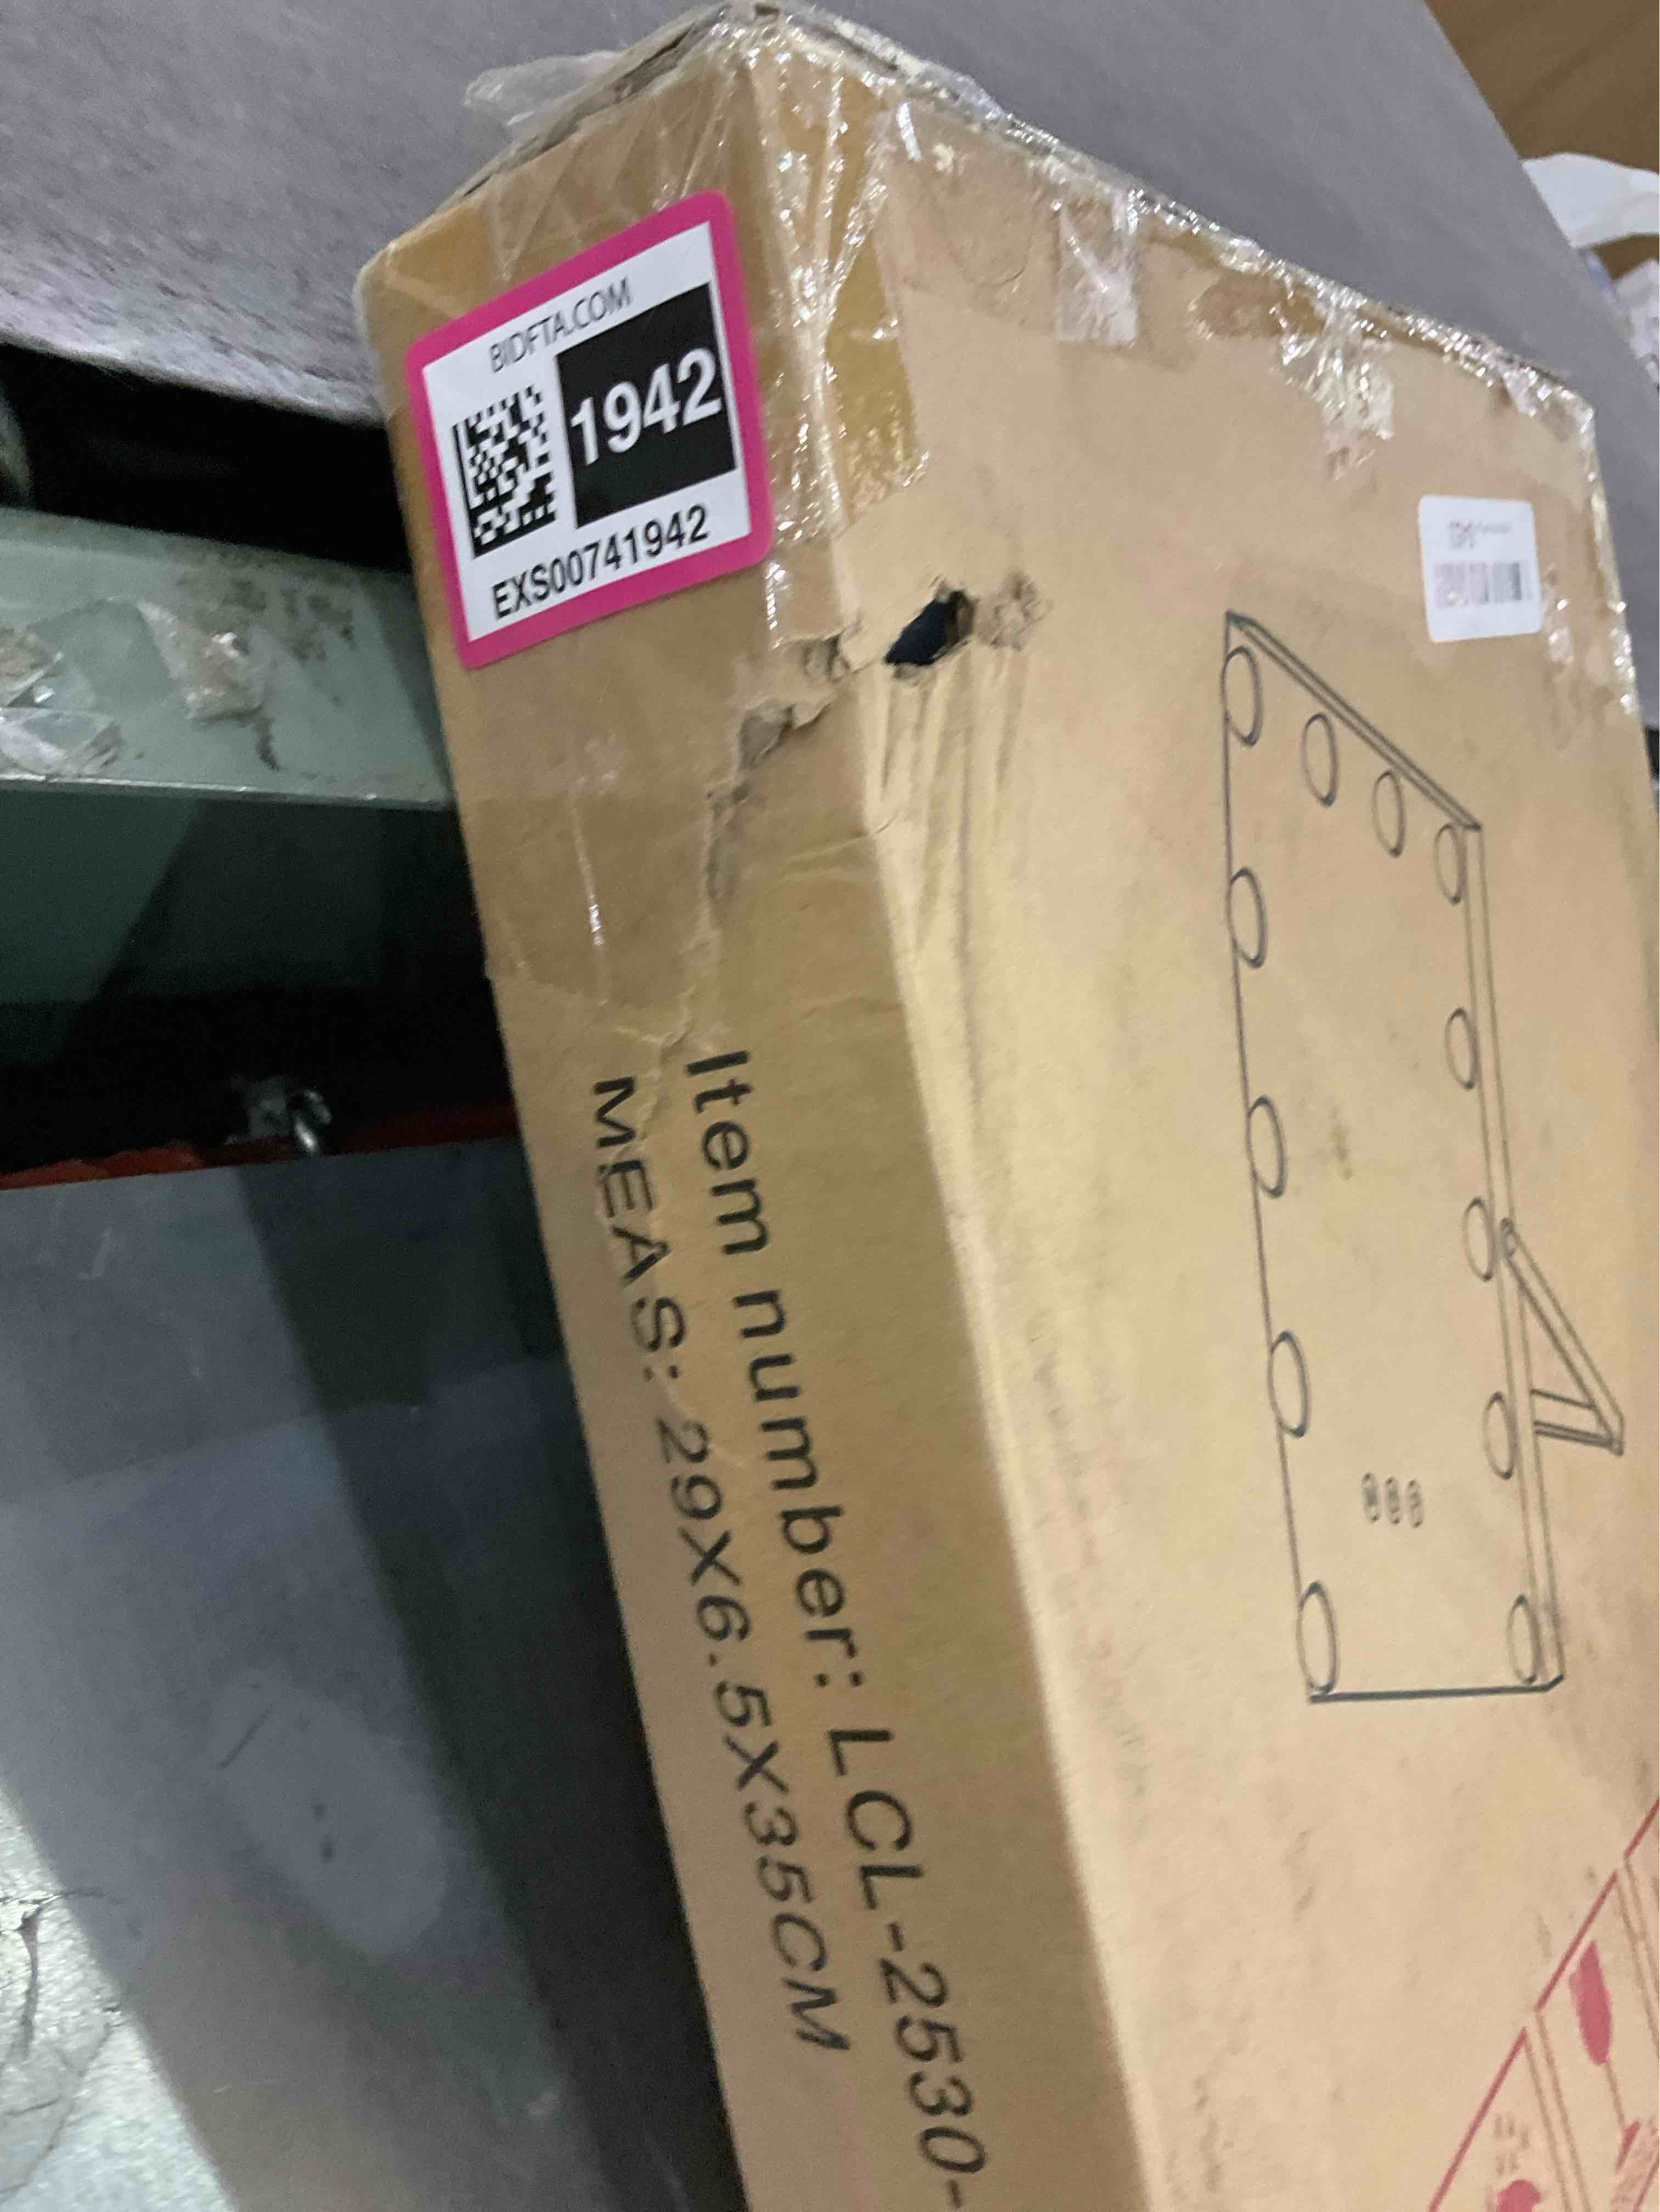 BIDFTA.COM
1942
EXS00741942
Item number: LCL-2530-
MEAS: 29X6.5X35CM